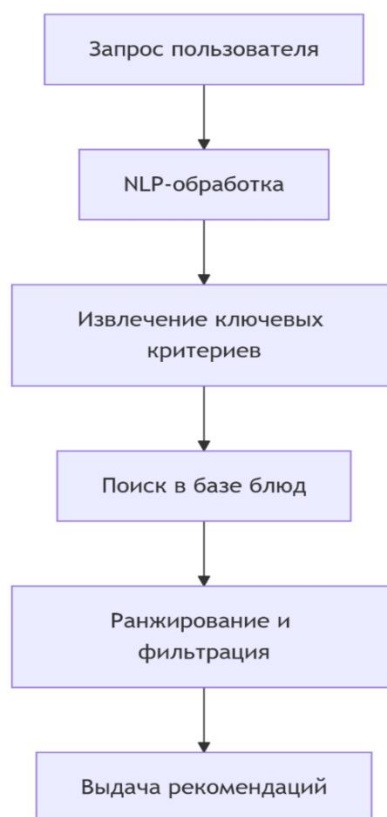 Запрос пользователя
NLP-обработка
Извлечение ключевых
критериев
Поиск в базе блюд
Ранжирование и
фильтрация
Выдача рекомендаций